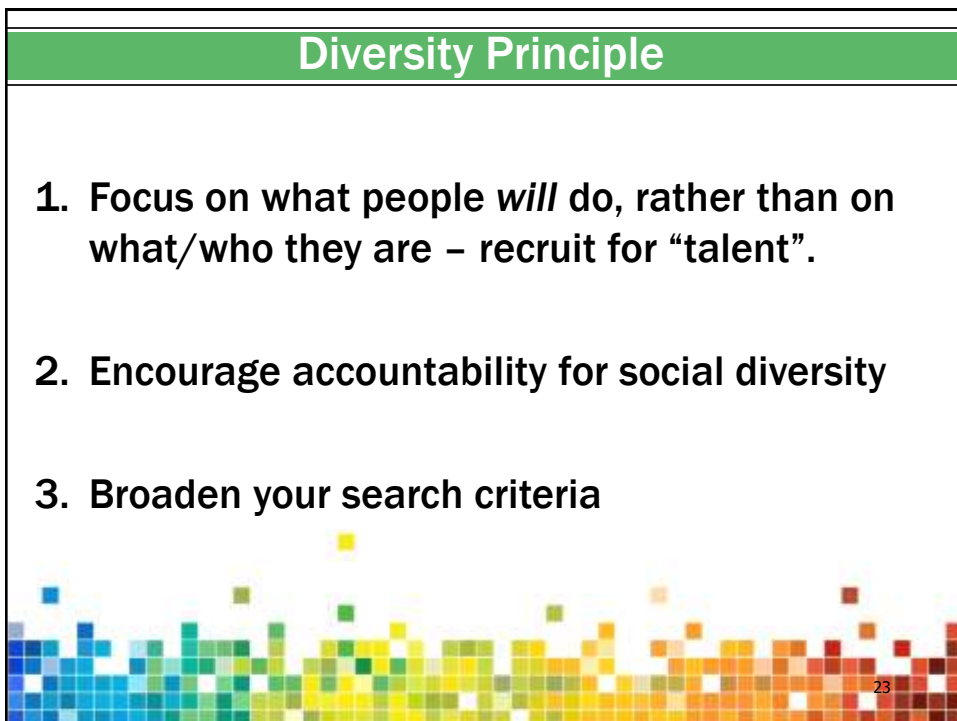 Diversity Principle
1. Focus on what people will do, rather than on
what/who they are – recruit for “talent”.
2. Encourage accountability for social diversity
3. Broaden your search criteria
23